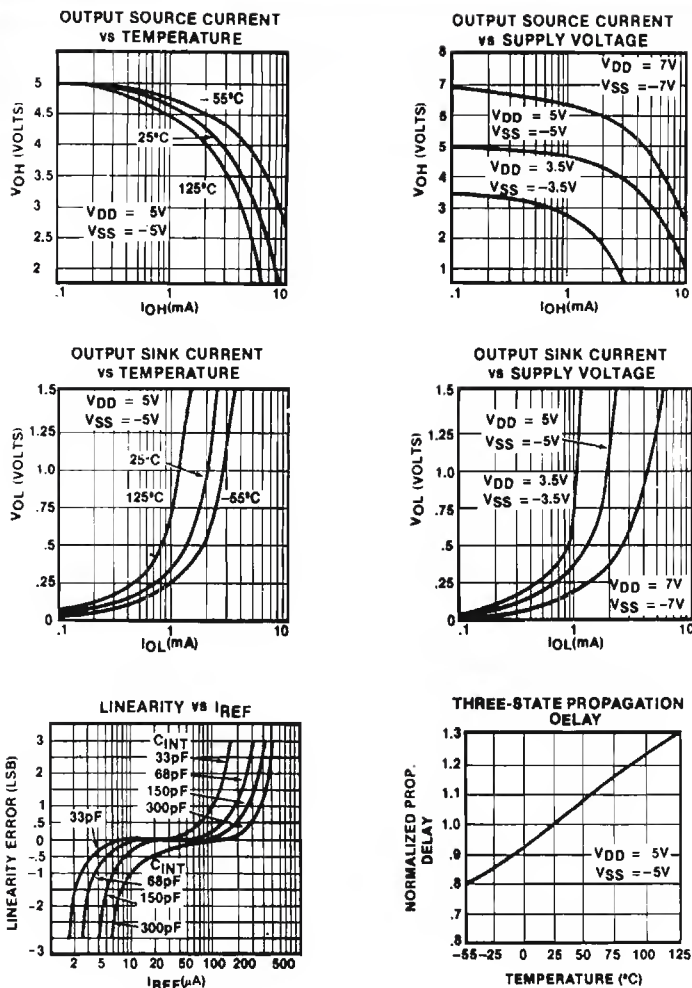 OUTPUT SOURCE CURRENT
vs TEMPERATURE
5
4.5
4
3.5
3
2.5
2
VOH (VOLTS)
–55°C
25°C
125°C
VDD = 5V
VSS = –5V
.1
1
10
IOH(mA)
OUTPUT SOURCE CURRENT
vs SUPPLY VOLTAGE
8
7
6
5
4
3
2
1
VOH (VOLTS)
VDD = 7V
VSS = –7V
VDD = 5V
VSS = –5V
VDD = 3.5V
VSS = –3.5V
.1
1
10
IOH(mA)
OUTPUT SINK CURRENT
vs TEMPERATURE
1.5
1.25
1.0
.75
.5
.25
0
VOL (VOLTS)
VDD = 5V
VSS = –5V
25°C
125°C
–55°C
.1
1
10
IOL(mA)
OUTPUT SINK CURRENT
vs SUPPLY VOLTAGE
1.5
1.25
1.0
.75
.5
.25
0
VOL (VOLTS)
VDD = 5V
VSS = –5V
VDD = 3.5V
VSS = –3.5V
VDD = 7V
VSS = –7V
.1
1
10
IOL(mA)
LINEARITY vs IREF
3
2
1
.5
0
-.5
-1
-2
-3
LINEARITY ERROR (LSB)
CINT
33pF
68pF
150pF
300pF
33pF
CINT
68pF
150pF
300pF
2
5
10
20
50
100
200
500
IREF(µA)
THREE-STATE PROPAGATION
DELAY
1.3
1.2
1.1
1.0
.9
.8
.8
NORMALIZED PROP.
DELAY
VDD = 5V
VSS = –5V
-55
-25
0
25
50
75
100
125
TEMPERATURE (°C)